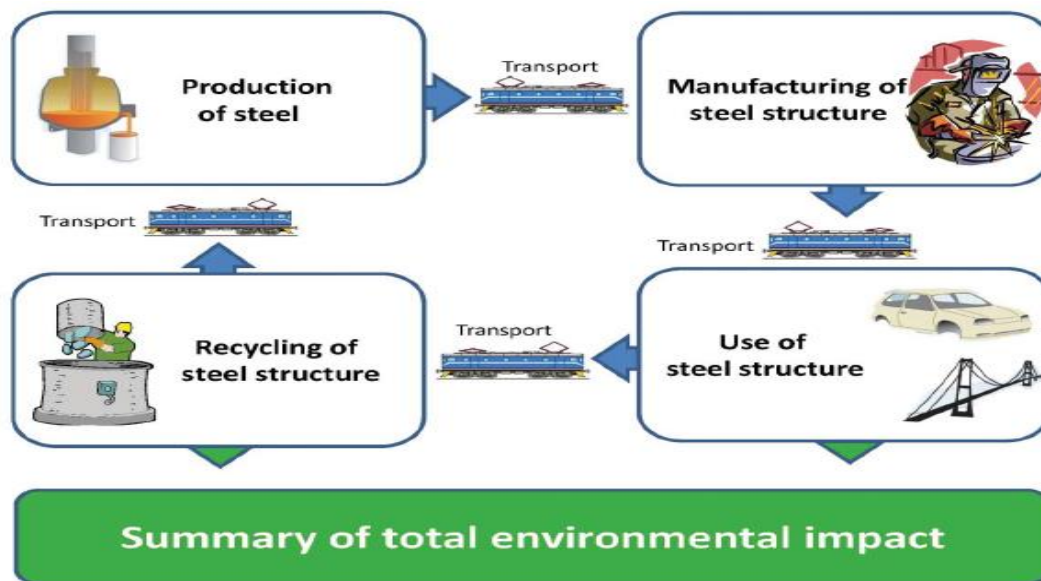 Production
of steel
Transport
Manufacturing of
steel structure
Transport
Transport
Use of
steel structure
Transport
Recycling of
steel structure
Summary of total environmental impact